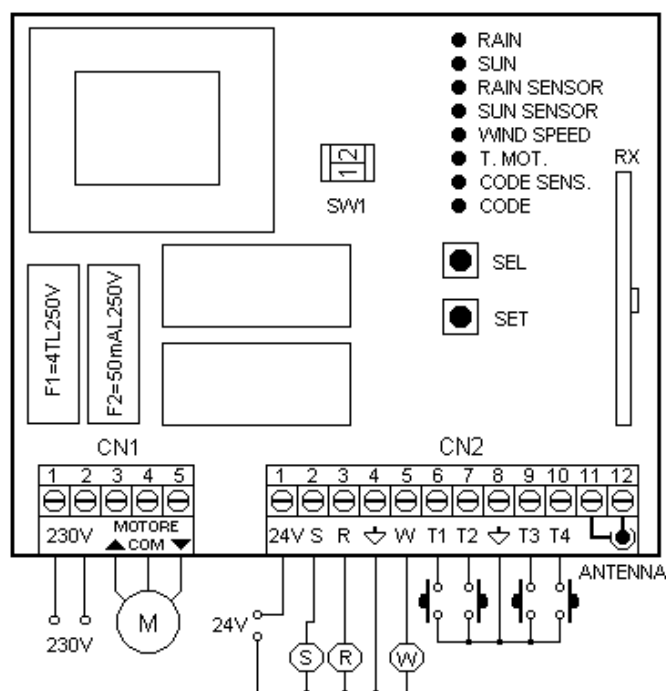 RAIN
SUN
RAIN SENSOR
SUN SENSOR
WIND SPEED
T. MOT.
CODE SENS.
CODE
RX
12
SW1
SEL
SET
F1=4TL250V
F2=50mAL250V
CN1
CN2
1 2 3 4 5
1 2 3 4 5 6 7 8 9 10 11 12
230V
MOTORE
COM
24V S R W T1 T2 T3 T4
ANTENNA
230V
M
24V
S
R
W